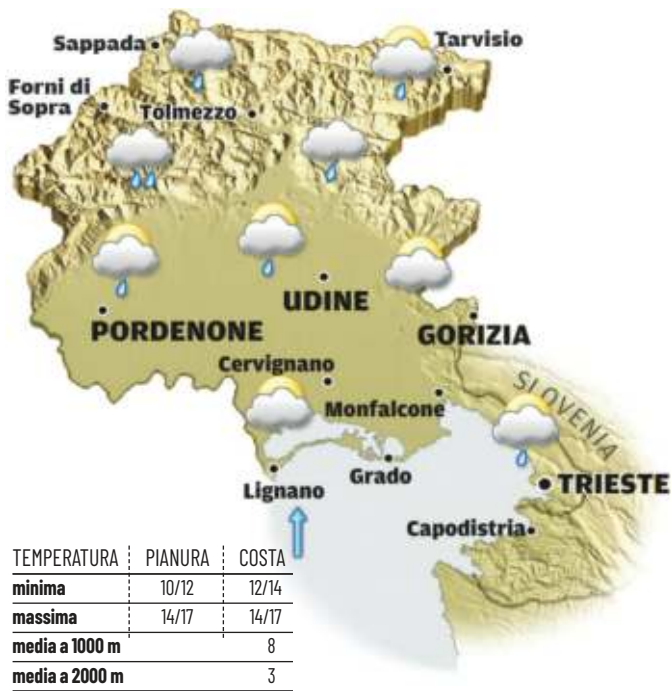 Sappada
Tarvisio
Forni di
Sopra
Tolmezzo
UDINE
PORDENONE
GORIZIA
Cervignano
Monfalcone
SLOVENIA
Lignano
Grado
TRIESTE
Capodistria
TEMPERATURA PIANURA COSTA
minima 10/12 12/14
massima 14/17 14/17
media a 1000 m 8
media a 2000 m 3